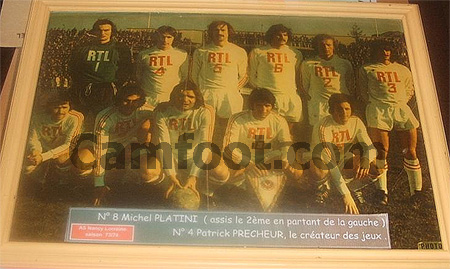 RTL
1
RTL
4
RTL
5
RTL
6
RTL
2
RTL
3
RTL
RTL
RTL
RTL
RTL
Camfoot.com
N° 8 Michel PLATINI ( assis le 2ème en partant de la gauche )
AS Nancy Lorraine
N° 4 Patrick PRECHEUR, le créateur des jeux
PHOTO